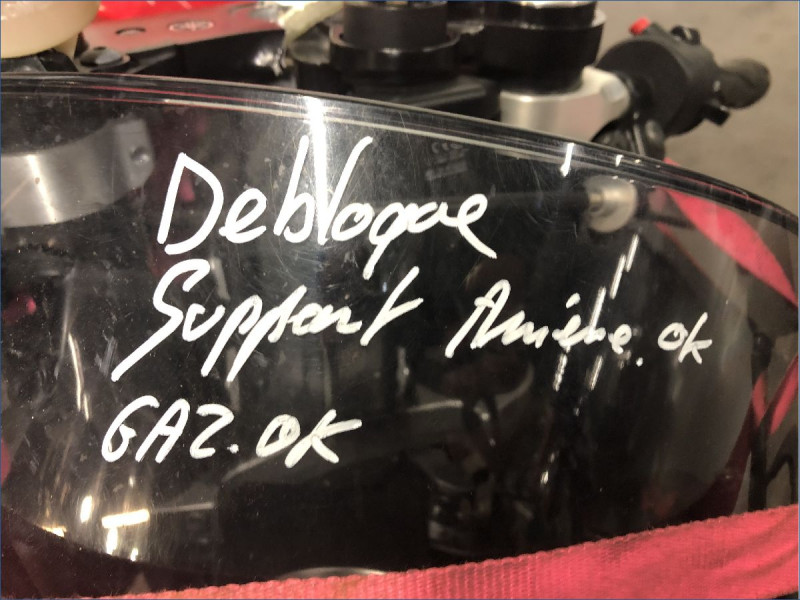 Debloque
Support Arrière. OK
GAZ. OK